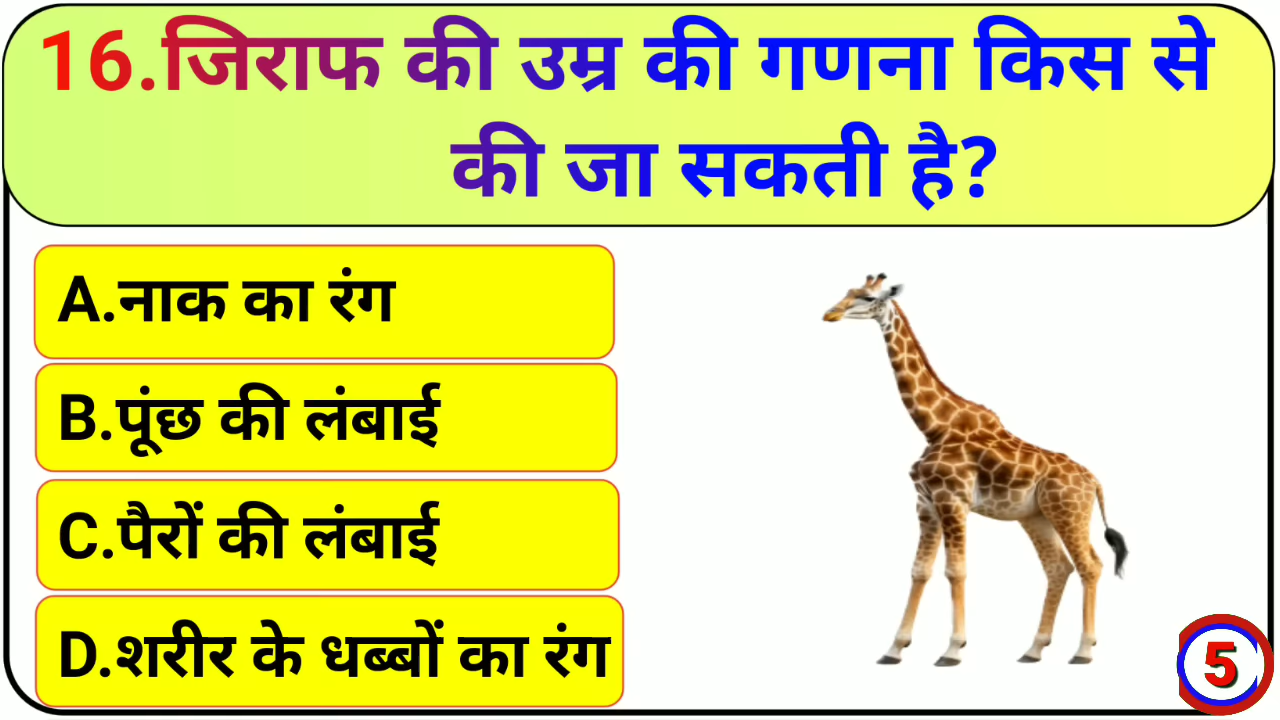 16.जिराफ की उम्र की गणना किस से
की जा सकती है?
A.नाक का रंग
B.पूंछ की लंबाई
C.पैरों की लंबाई
D.शरीर के धब्बों का रंग
5